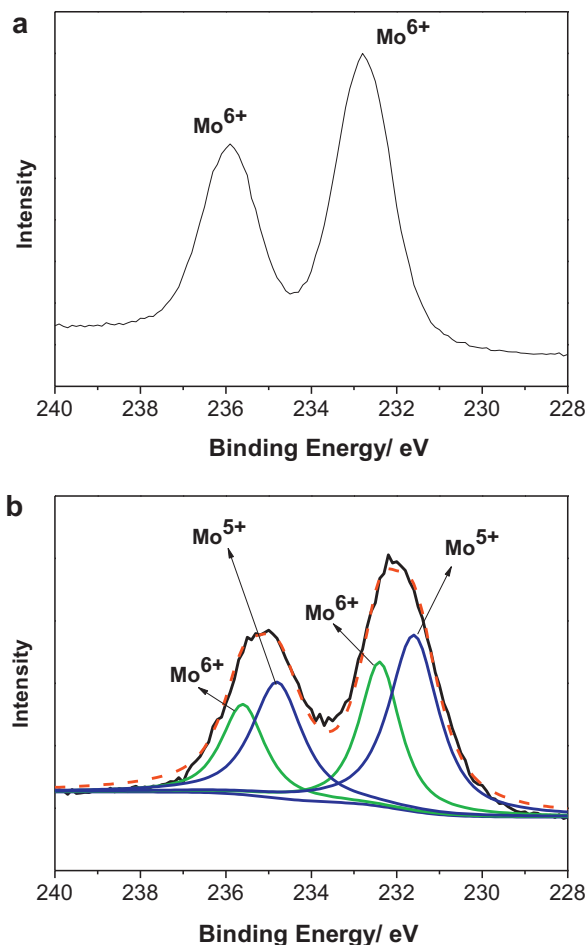 a
Mo6+
Mo6+
Intensity
240 238 236 234 232 230 228
Binding Energy/ eV
b
Mo5+
Mo5+
Mo6+
Mo6+
Intensity
240 238 236 234 232 230 228
Binding Energy/ eV